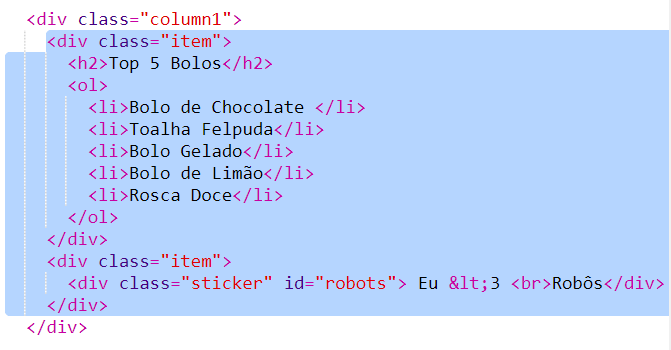 <div class="column1">
<div class="item">
<h2>Top 5 Bolos</h2>
<ol>
<li>Bolo de Chocolate </li>
<li>Toalha Felpuda</li>
<li>Bolo Gelado</li>
<li>Bolo de Limão</li>
<li>Rosca Doce</li>
</ol>
</div>
<div class="item">
<div class="sticker" id="robots"> Eu &lt;3 <br>Robôs</div>
</div>
</div>